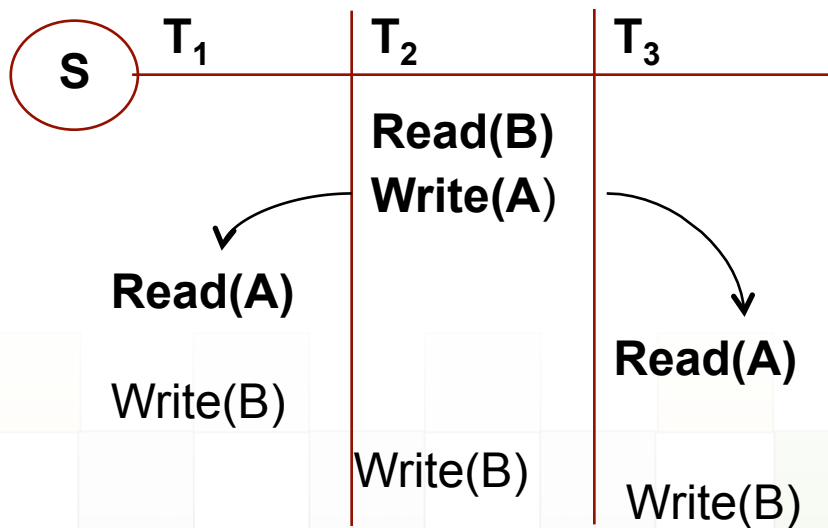 S T₁ T₂ T₃
Read(B)
Write(A)
Read(A)
Read(A)
Write(B)
Write(B)
Write(B)